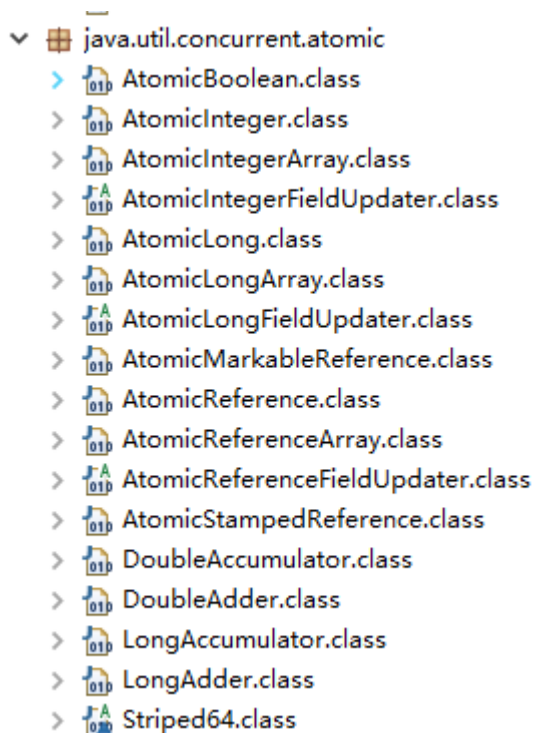 java.util.concurrent.atomic
AtomicBoolean.class
AtomicInteger.class
AtomicIntegerArray.class
AtomicIntegerFieldUpdater.class
AtomicLong.class
AtomicLongArray.class
AtomicLongFieldUpdater.class
AtomicMarkableReference.class
AtomicReference.class
AtomicReferenceArray.class
AtomicReferenceFieldUpdater.class
AtomicStampedReference.class
DoubleAccumulator.class
DoubleAdder.class
LongAccumulator.class
LongAdder.class
Striped64.class